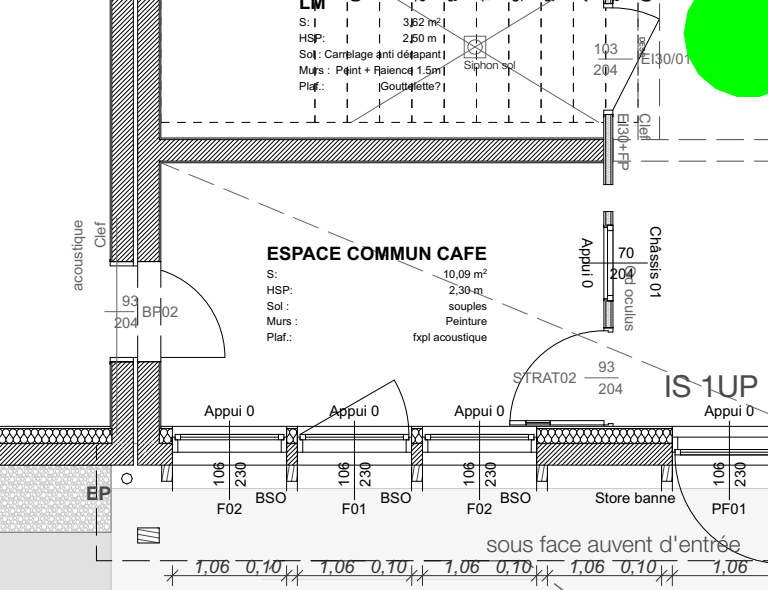 LM
S: 3,62 m²
HSP: 2,50 m
Sol : Carrelage anti dérapant
Murs : Peint + Faience 1.5m
Plaf.: Gouttelette?
Siphon sol
103
204
EI30/01
EI30+FP
Clef
acoustique
Clef
93
204
BP02
ESPACE COMMUN CAFE
S: 10,09 m²
HSP: 2,30 m
Sol : souples
Murs : Peinture
Plaf.: fxpl acoustique
Appui 0
70
204
Châssis 01
oculus
STRAT02
93
204
IS 1UP
Appui 0
Appui 0
Appui 0
Appui 0
106
230
106
230
106
230
106
230
EP
BSO
BSO
BSO
Store banne
F02
F01
F02
PF01
sous face auvent d'entrée
1,06 0,10 1,06 0,10 1,06 0,10 1,06 0,10 1,06